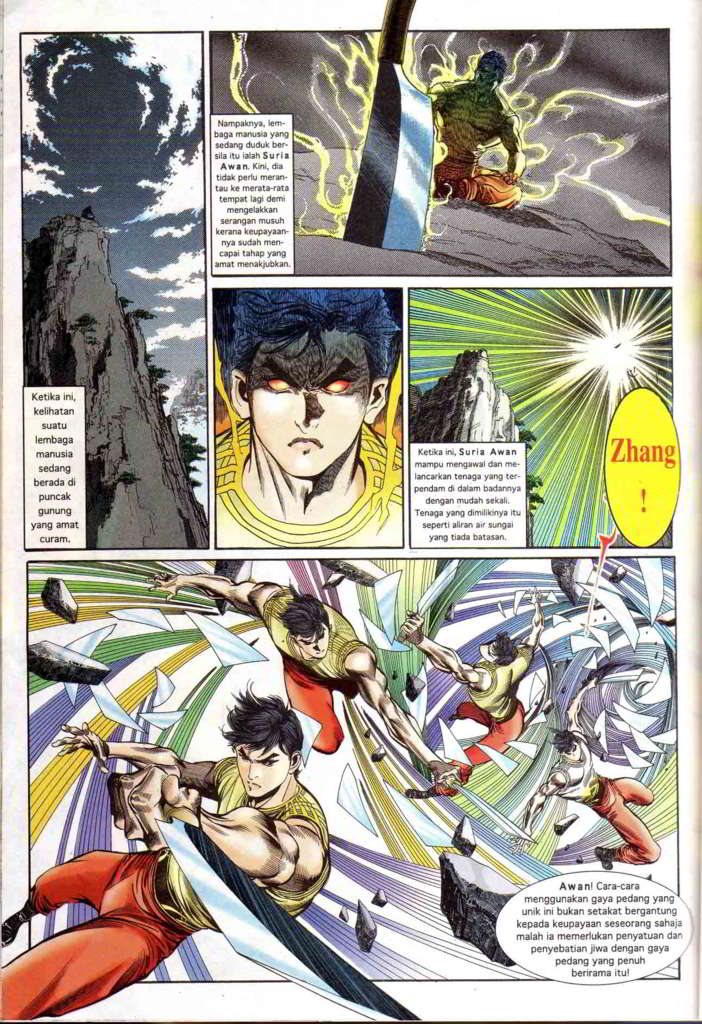 Ketika ini,
kelihatan
suatu
lembaga
manusia
sedang
berada di
puncak
gunung
yang amat
curam.
Nampaknya, lem-
baga manusia yang
sedang duduk ber-
sila itu ialah Suria
Awan. Kini, dia
tidak perlu meran-
tau ke merata-rata
tempat lagi demi
mengelakkan
serangan musuh
kerana keupayaan-
nya sudah men-
capai tahap yang
amat menakjubkan.
Ketika ini, Suria Awan
mampu mengawal dan me-
lancarkan tenaga yang ter-
pendam di dalam badannya
dengan mudah sekali.
Tenaga yang dimilikinya itu
seperti aliran air sungai
yang tiada batasan.
Zhang
!
Awan! Cara-cara
menggunakan gaya pedang yang
unik ini bukan setakat bergantung
kepada keupayaan seseorang sahaja
malah ia memerlukan penyatuan dan
penyebatian jiwa dengan gaya
pedang yang penuh
berirama itu!